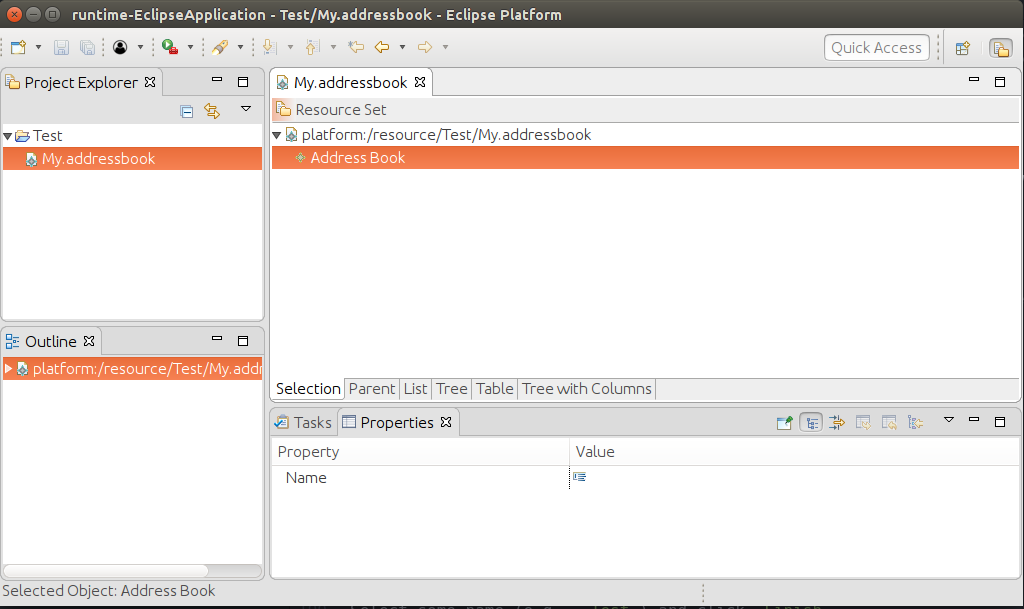 runtime-EclipseApplication - Test/My.addressbook - Eclipse Platform
Quick Access
Project Explorer
Test
My.addressbook
My.addressbook
Resource Set
platform:/resource/Test/My.addressbook
Address Book
Outline
platform:/resource/Test/My.addr
Selection Parent List Tree Table Tree with Columns
Tasks Properties
Property Value
Name
Selected Object: Address Book